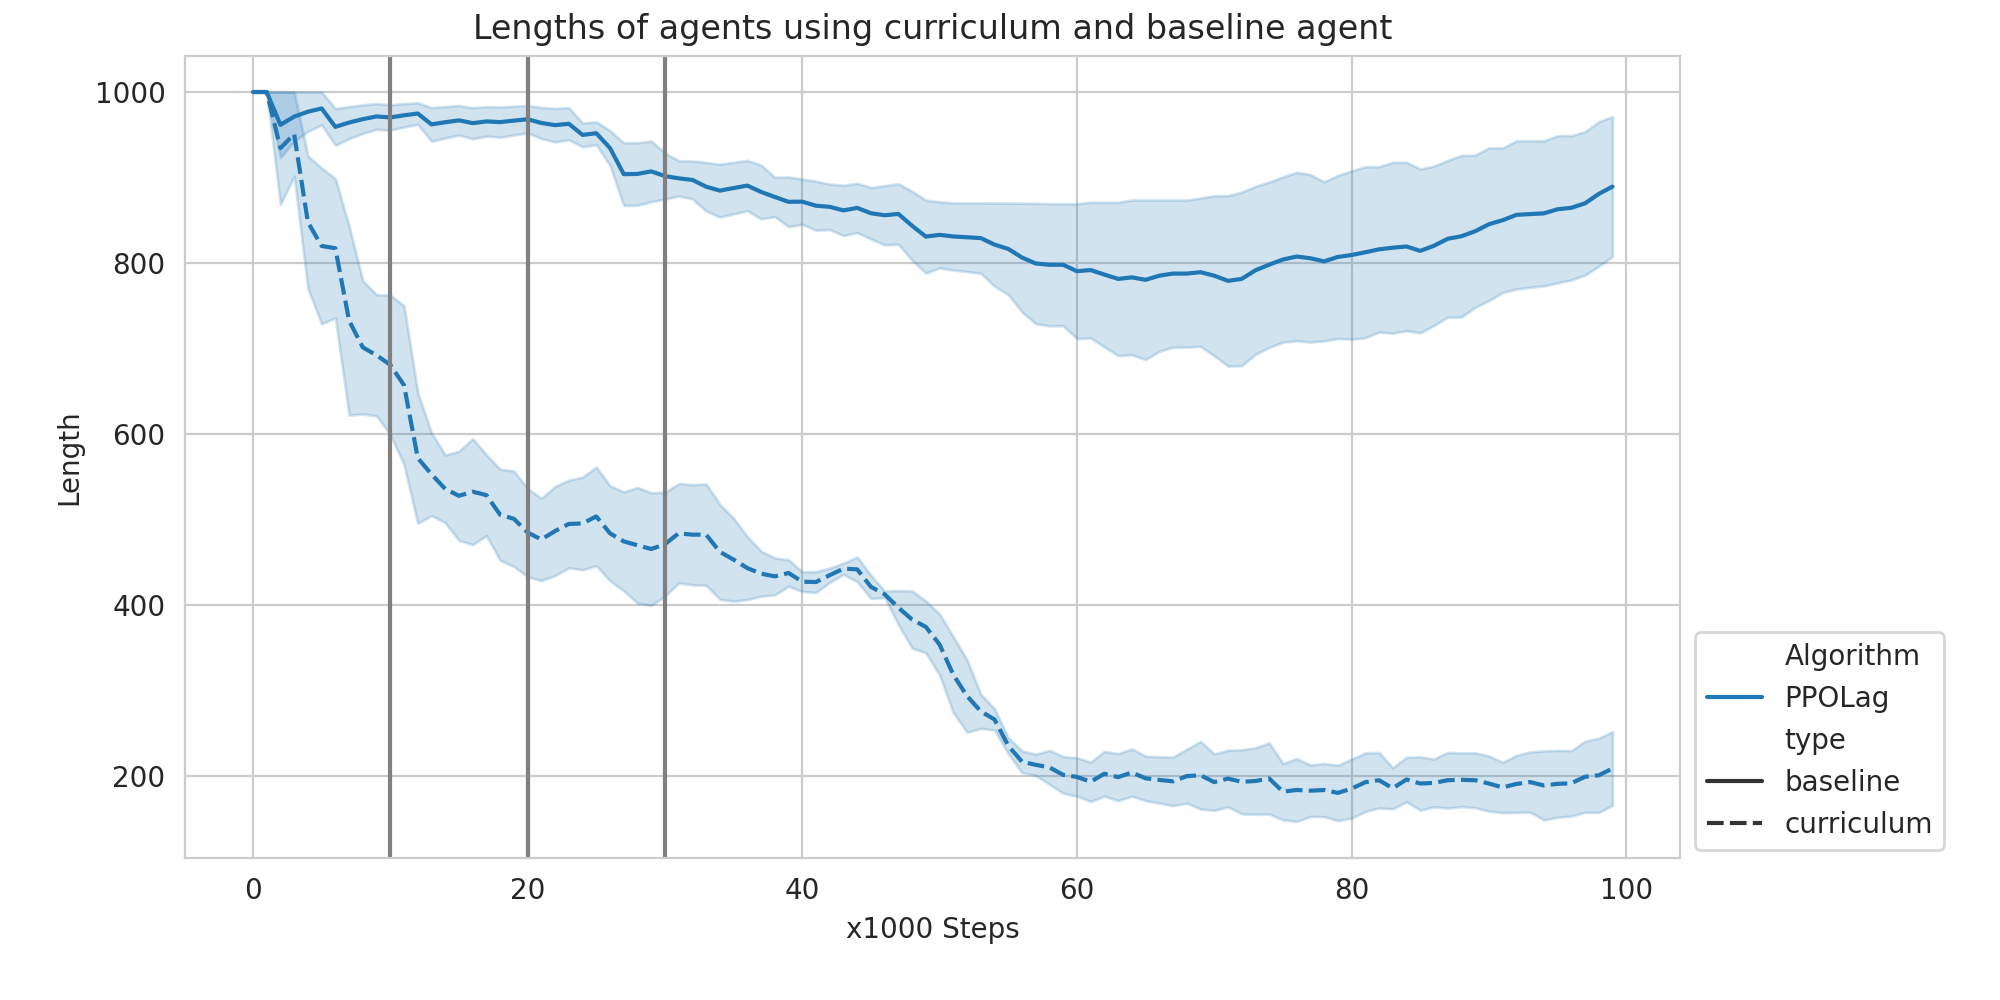 Lengths of agents using curriculum and baseline agent
1000
800
600
400
200
Length
0 20 40 60 80 100
x1000 Steps
Algorithm
PPOLag
type
baseline
curriculum